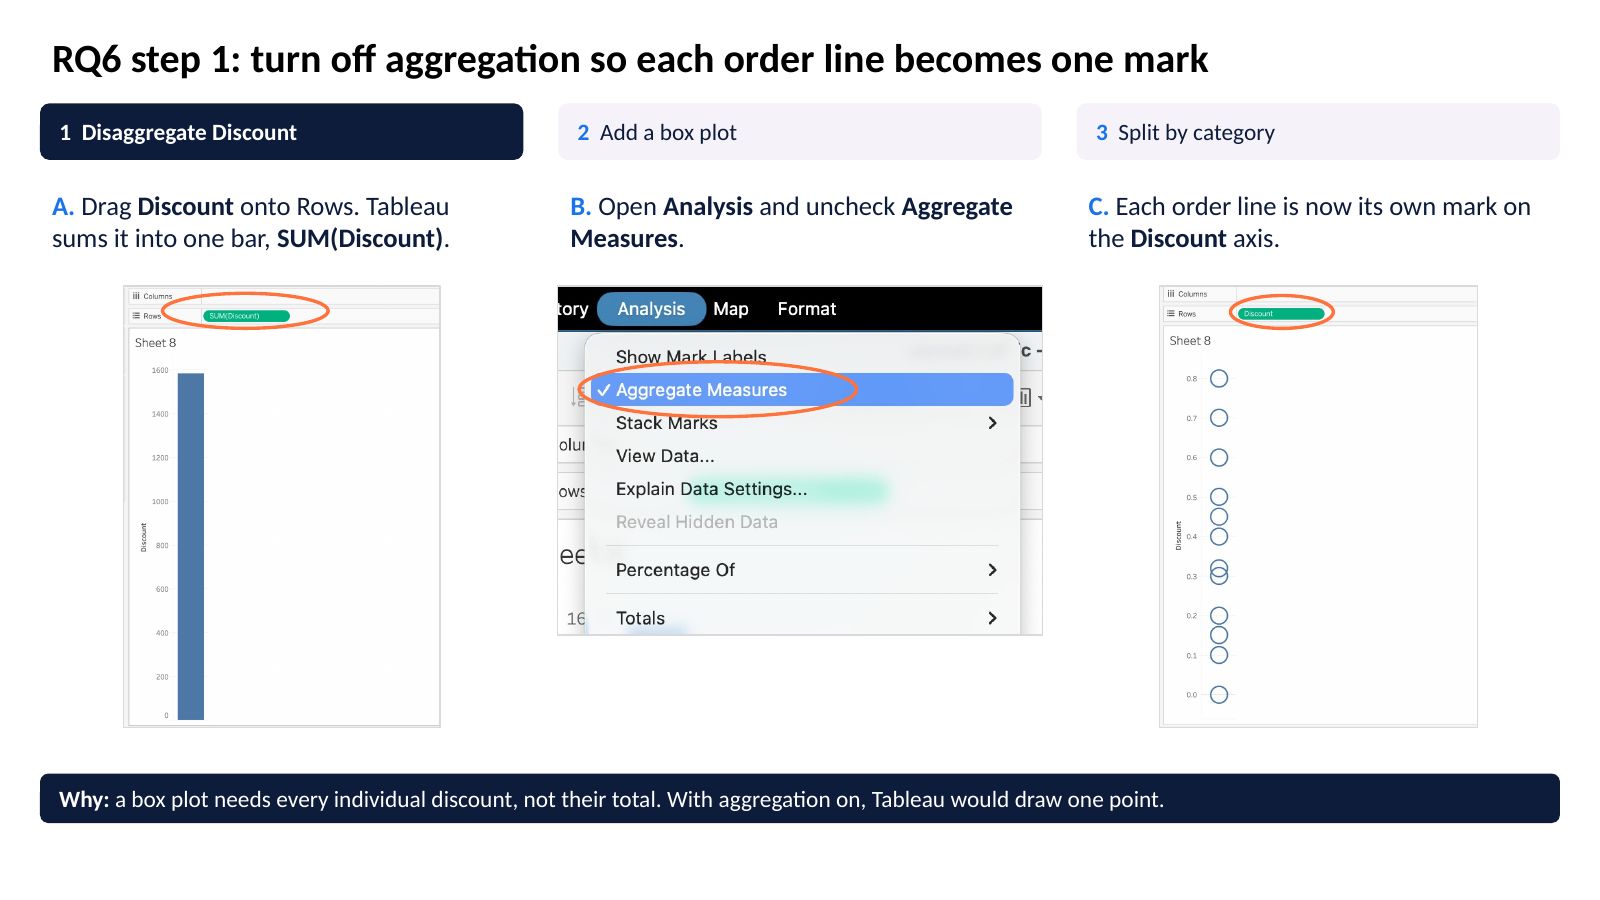 RQ6 step 1: turn off aggregation so each order line becomes one mark
1 Disaggregate Discount
2 Add a box plot
3 Split by category
A. Drag Discount onto Rows. Tableau
sums it into one bar, SUM(Discount).
B. Open Analysis and uncheck Aggregate
Measures.
C. Each order line is now its own mark on
the Discount axis.
Columns
Rows
SUM(Discount)
Sheet 8
1600
1400
1200
1000
800
600
400
200
0
Discount
tory Analysis Map Format
Show Mark Labels
c -
✓ Aggregate Measures
Stack Marks
olu
View Data...
ows
Explain Data Settings...
Reveal Hidden Data
ee
Percentage Of
16
Totals
Columns
Rows
Discount
Sheet 8
0.8
0.7
0.6
0.5
0.4
0.3
0.2
0.1
0.0
Discount
Why: a box plot needs every individual discount, not their total. With aggregation on, Tableau would draw one point.